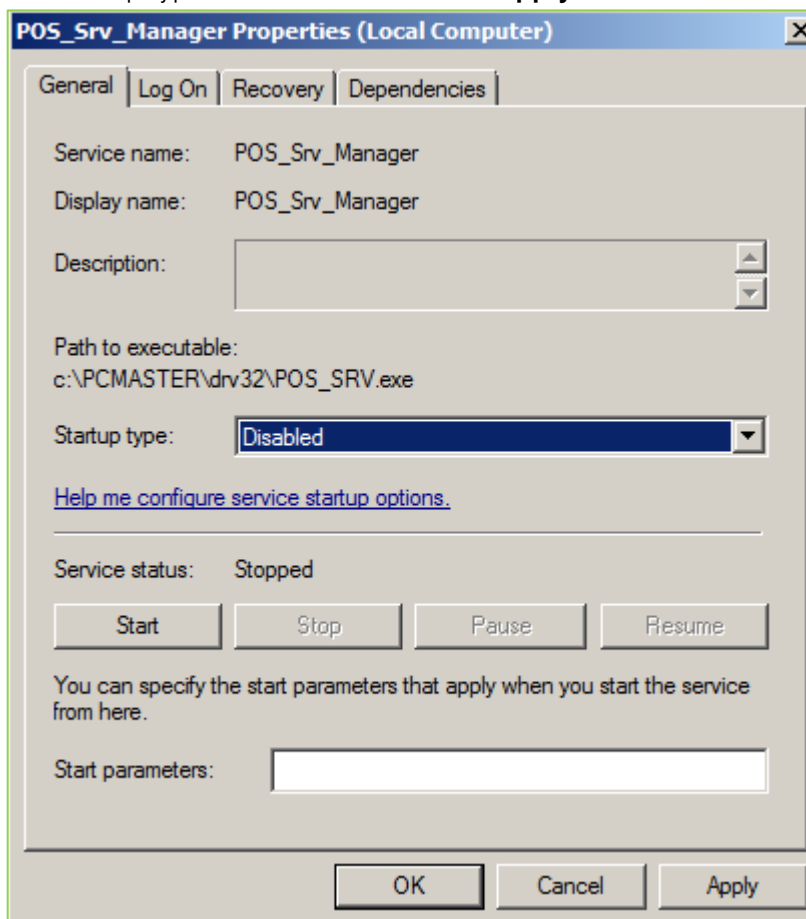 POS_Srv_Manager Properties (Local Computer)
General Log On Recovery Dependencies
Service name: POS_Srv_Manager
Display name: POS_Srv_Manager
Description:
Path to executable:
c:\PCMASTER\drv32\POS_SRV.exe
Startup type: Disabled
Help me configure service startup options.
Service status: Stopped
Start Stop Pause Resume
You can specify the start parameters that apply when you start the service
from here.
Start parameters:
OK Cancel Apply